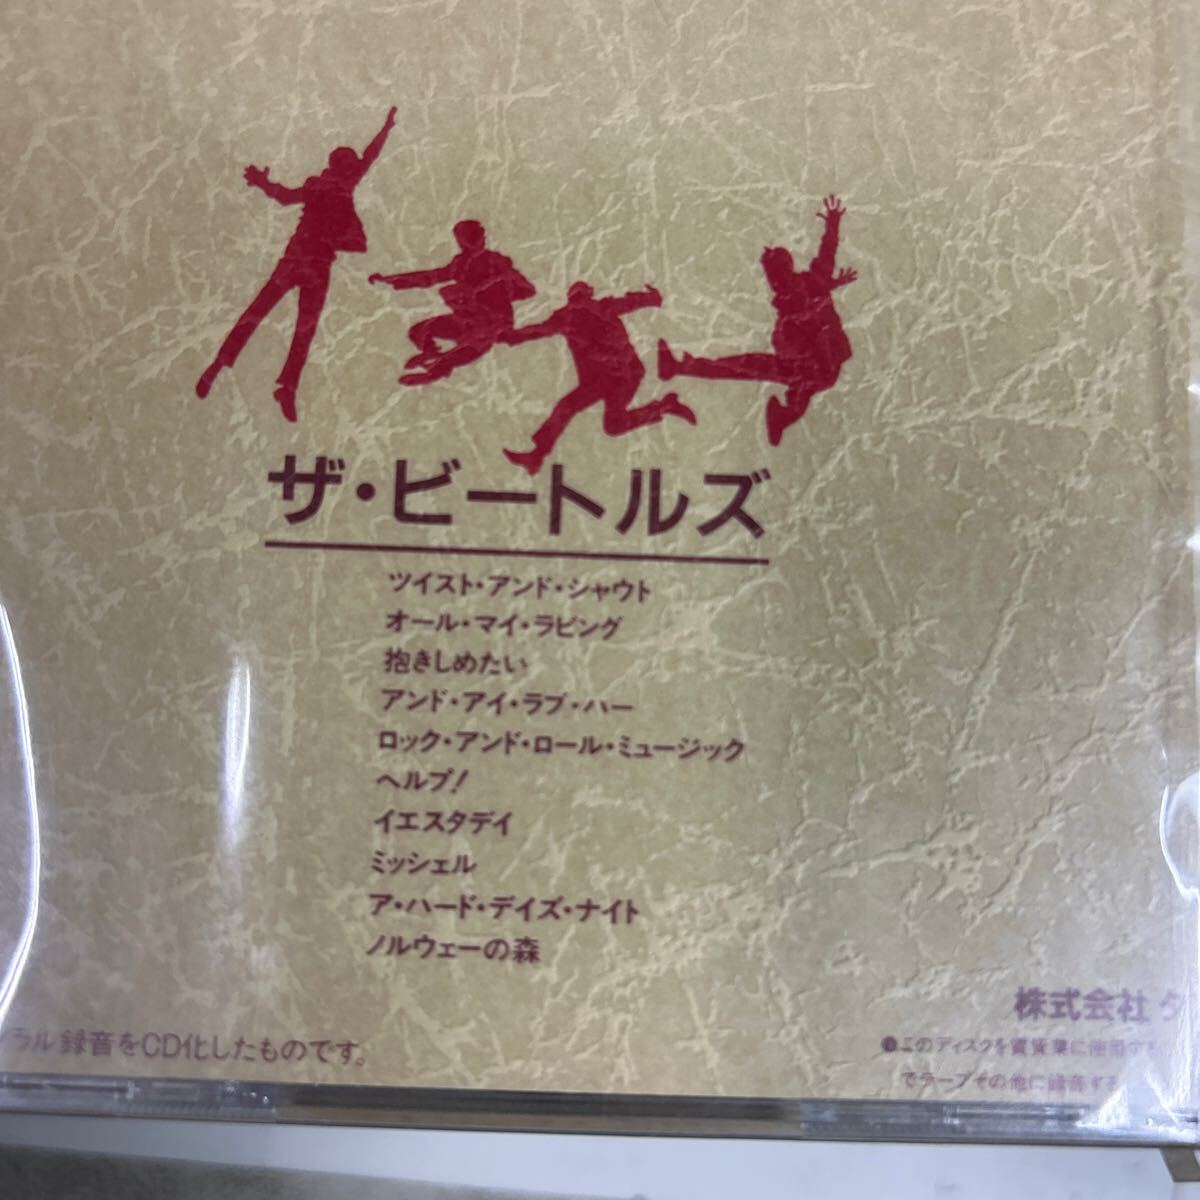 ザ・ビートルズ
ツイスト・アンド・シャウト
オール・マイ・ラビング
抱きしめたい
アンド・アイ・ラブ・ハー
ロック・アンド・ロール・ミュージック
ヘルプ!
イエスタデイ
ミッシェル
ア・ハード・デイズ・ナイト
ノルウェーの森
株式会社
ラル録音をCD化したものです。
●このディスクを賃貸業に使用する
でテープその他に録音する